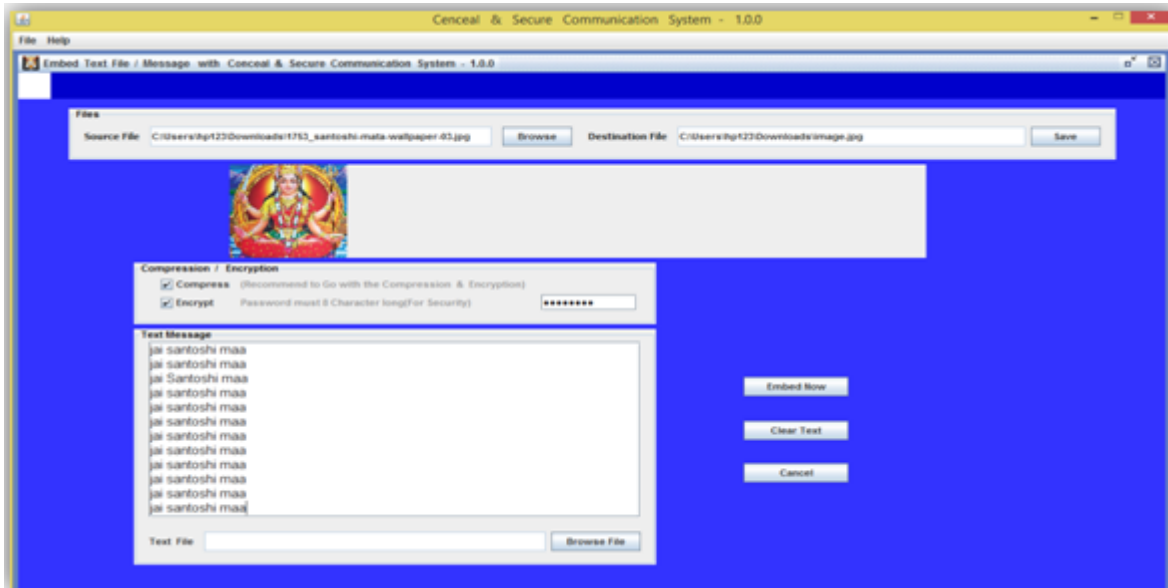 Cenceal & Secure Communication System - 1.0.0
File Help
Embed Text File / Message with Conceal & Secure Communication System - 1.0.0
Files
Source File C:\Users\hp123\Downloads\1753_santoshi-mata-wallpaper-03.jpg Browse Destination File C:\Users\hp123\Downloads\image.jpg Save
Compression / Encryption
Compress (Recommend to Go with the Compression & Encryption)
Encrypt Password must 8 Character long(For Security) ********
Text Message
jai santoshi maa
jai santoshi maa
jai Santoshi maa
jai santoshi maa
jai santoshi maa
jai santoshi maa
jai santoshi maa
jai santoshi maa
jai santoshi maa
jai santoshi maa
jai santoshi maa
jai santoshi maa
Embed Now
Clear Text
Cancel
Text File Browse File